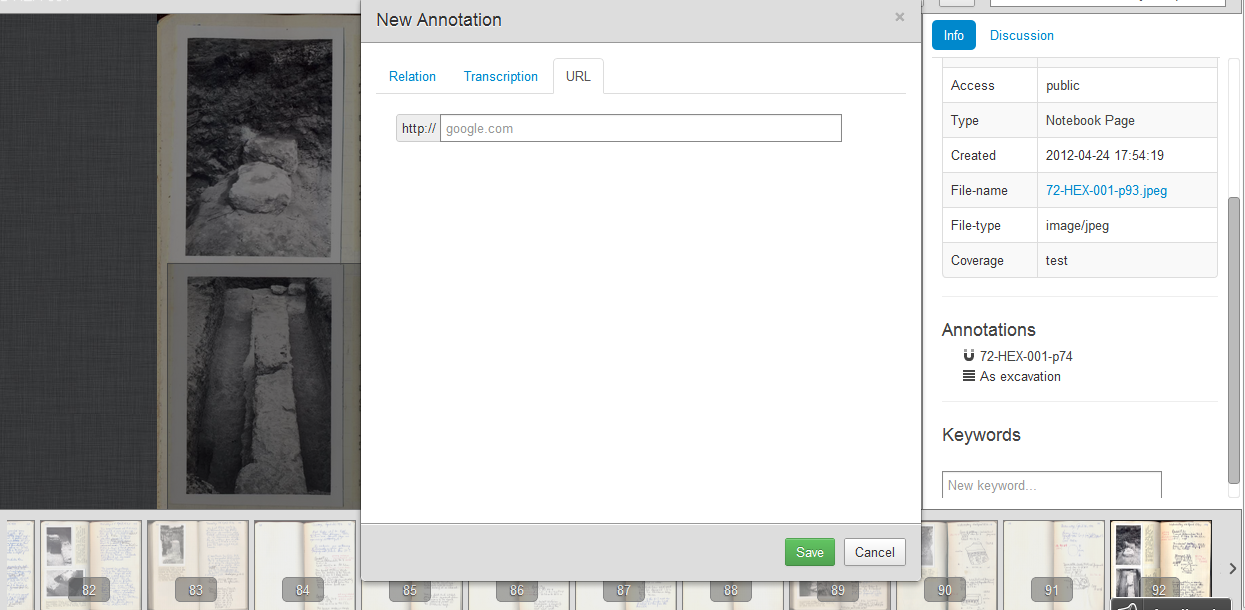 New Annotation
×
Relation
Transcription
URL
http://
google.com
Save
Cancel
Info
Discussion
Access public
Type Notebook Page
Created 2012-04-24 17:54:19
File-name 72-HEX-001-p93.jpeg
File-type image/jpeg
Coverage test
Annotations
72-HEX-001-p74
As excavation
Keywords
New keyword...
82
83
84
85
86
87
88
89
90
91
92